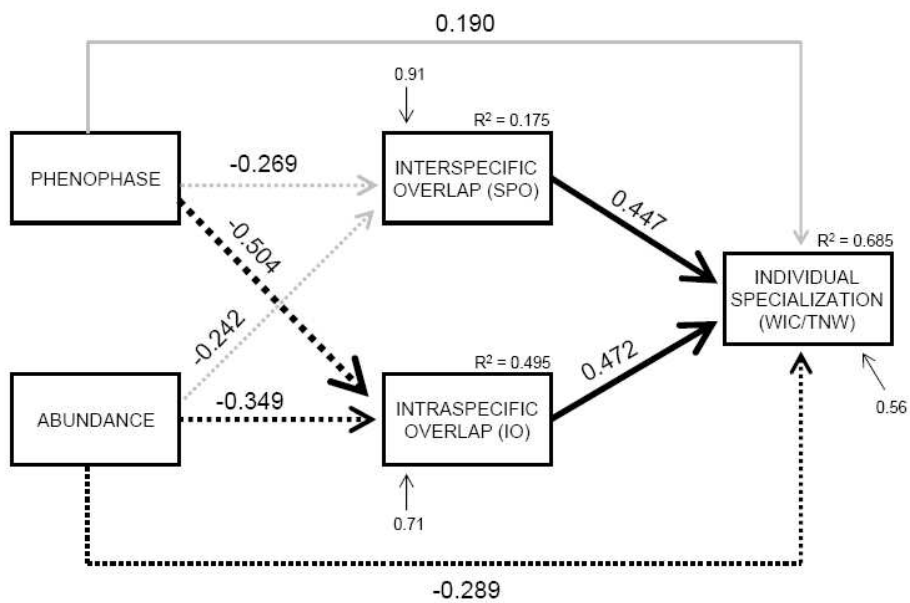 0.190
0.91
R² = 0.175
PHENOPHASE
-0.269
INTERSPECIFIC
OVERLAP (SPO)
0.447
-0.504
R² = 0.685
INDIVIDUAL
SPECIALIZATION
(WIC/TNW)
-0.242
R² = 0.495
0.472
ABUNDANCE
-0.349
INTRASPECIFIC
OVERLAP (IO)
0.56
0.71
-0.289